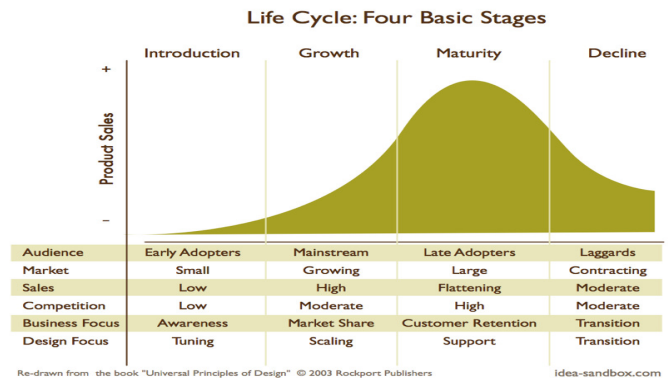 Life Cycle: Four Basic Stages
Introduction Growth Maturity Decline
+
Product Sales
–
Audience Early Adopters Mainstream Late Adopters Laggards
Market Small Growing Large Contracting
Sales Low High Flattening Moderate
Competition Low Moderate High Moderate
Business Focus Awareness Market Share Customer Retention Transition
Design Focus Tuning Scaling Support Transition
Re-drawn from the book "Universal Principles of Design" © 2003 Rockport Publishers idea-sandbox.com